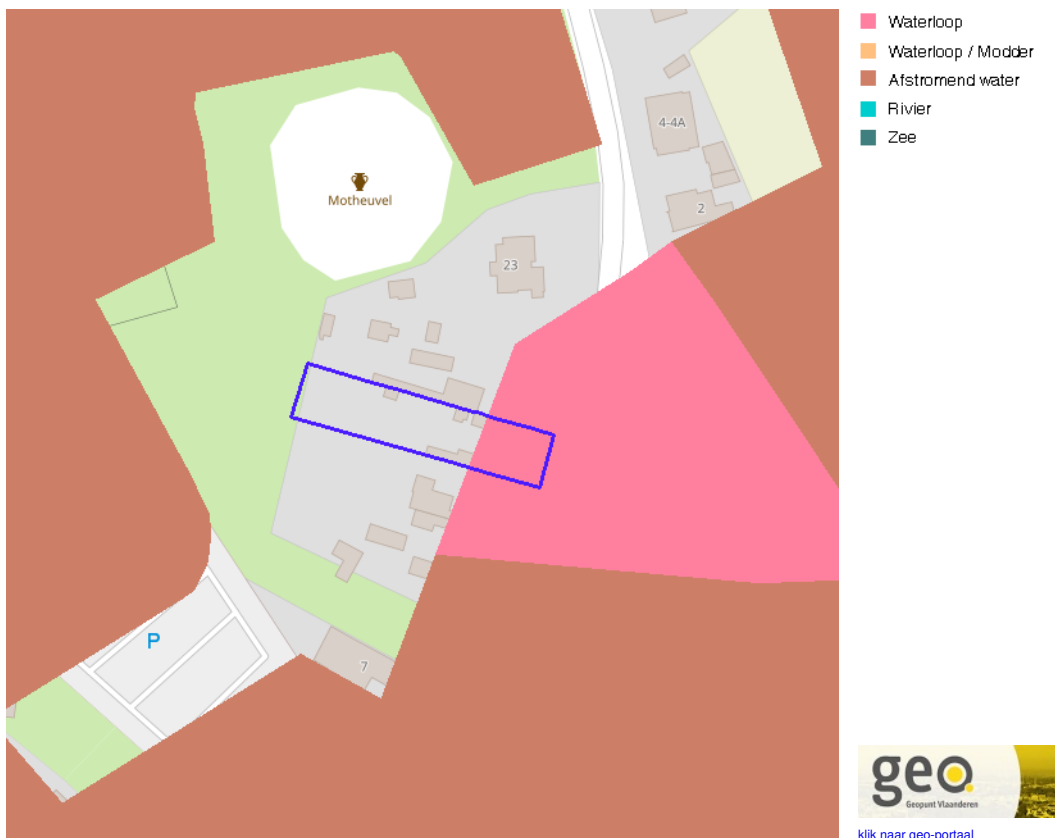 Waterloop
Waterloop / Modder
Afstromend water
Rivier
Zee
4-4A
Motheuvel
2
23
P
7
geo
Geopunt Vlaanderen
klik naar geo-portaal